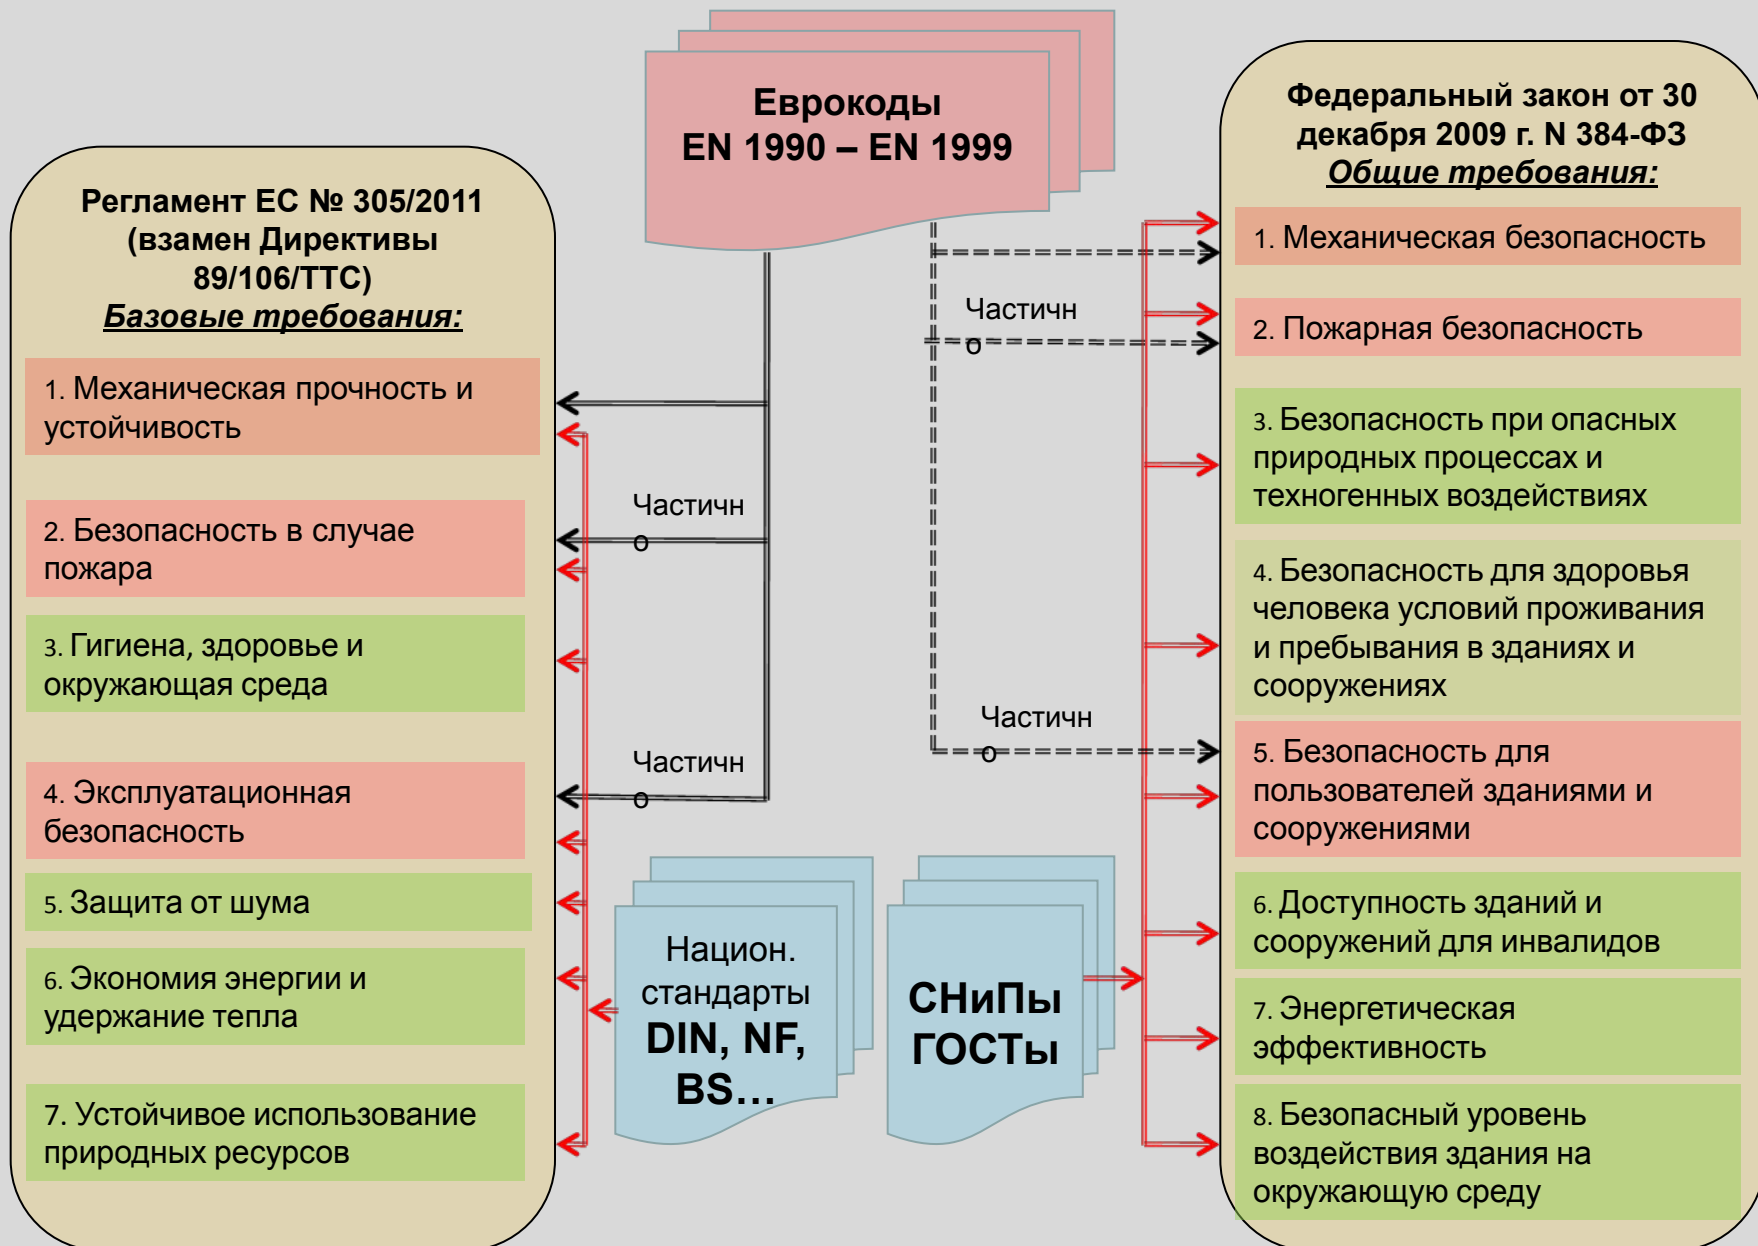 Еврокоды
EN 1990 – EN 1999
Регламент ЕС № 305/2011
(взамен Директивы
89/106/ТТС)
Базовые требования:
1. Механическая прочность и
устойчивость
2. Безопасность в случае
пожара
3. Гигиена, здоровье и
окружающая среда
4. Эксплуатационная
безопасность
5. Защита от шума
6. Экономия энергии и
удержание тепла
7. Устойчивое использование
природных ресурсов
Частичн
о
Частичн
о
Национ.
стандарты
DIN, NF,
BS…
СНиПы
ГОСТы
Частичн
о
Частичн
о
Федеральный закон от 30
декабря 2009 г. N 384-ФЗ
Общие требования:
1. Механическая безопасность
2. Пожарная безопасность
3. Безопасность при опасных
природных процессах и
техногенных воздействиях
4. Безопасность для здоровья
человека условий проживания
и пребывания в зданиях и
сооружениях
5. Безопасность для
пользователей зданиями и
сооружениями
6. Доступность зданий и
сооружений для инвалидов
7. Энергетическая
эффективность
8. Безопасный уровень
воздействия здания на
окружающую среду